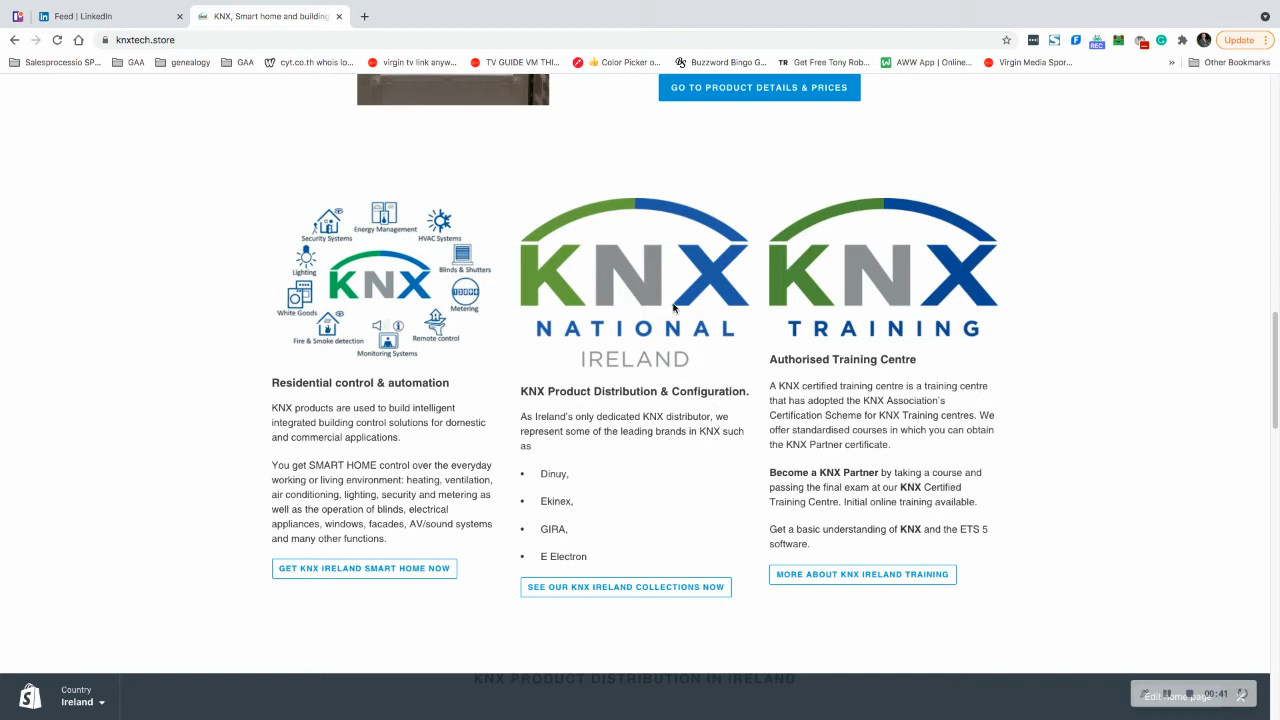 Feed | LinkedIn
KNX, Smart home and building
knxtech.store
REC
Update
Salesprocessio SP...
GAA
genealogy
GAA
cyt.co.th whois lo...
virgin tv link anyw...
TV GUIDE VM THI...
Color Picker o...
Buzzword Bingo G...
TR Get Free Tony Rob...
AWW App | Online...
Virgin Media Spor...
»
Other Bookmarks
GO TO PRODUCT DETAILS & PRICES
Security Systems
Energy Management
HVAC Systems
Lighting
KNX
Blinds & Shutters
White Goods
Metering
Fire & Smoke detection
Monitoring Systems
Remote control
Residential control & automation
KNX products are used to build intelligent
integrated building control solutions for domestic
and commercial applications.
You get SMART HOME control over the everyday
working or living environment: heating, ventilation,
air conditioning, lighting, security and metering as
well as the operation of blinds, electrical
appliances, windows, facades, AV/sound systems
and many other functions.
GET KNX IRELAND SMART HOME NOW
KNX
NATIONAL
IRELAND
KNX Product Distribution & Configuration.
As Ireland's only dedicated KNX distributor, we
represent some of the leading brands in KNX such
as
• Dinuy,
• Ekinex,
• GIRA,
• E Electron
SEE OUR KNX IRELAND COLLECTIONS NOW
KNX
TRAINING
Authorised Training Centre
A KNX certified training centre is a training centre
that has adopted the KNX Association's
Certification Scheme for KNX Training centres. We
offer standardised courses in which you can obtain
the KNX Partner certificate.
Become a KNX Partner by taking a course and
passing the final exam at our KNX Certified
Training Centre. Initial online training available.
Get a basic understanding of KNX and the ETS 5
software.
MORE ABOUT KNX IRELAND TRAINING
KNX PRODUCT DISTRIBUTION IN IRELAND
Country
Ireland
Edit home page
00:41